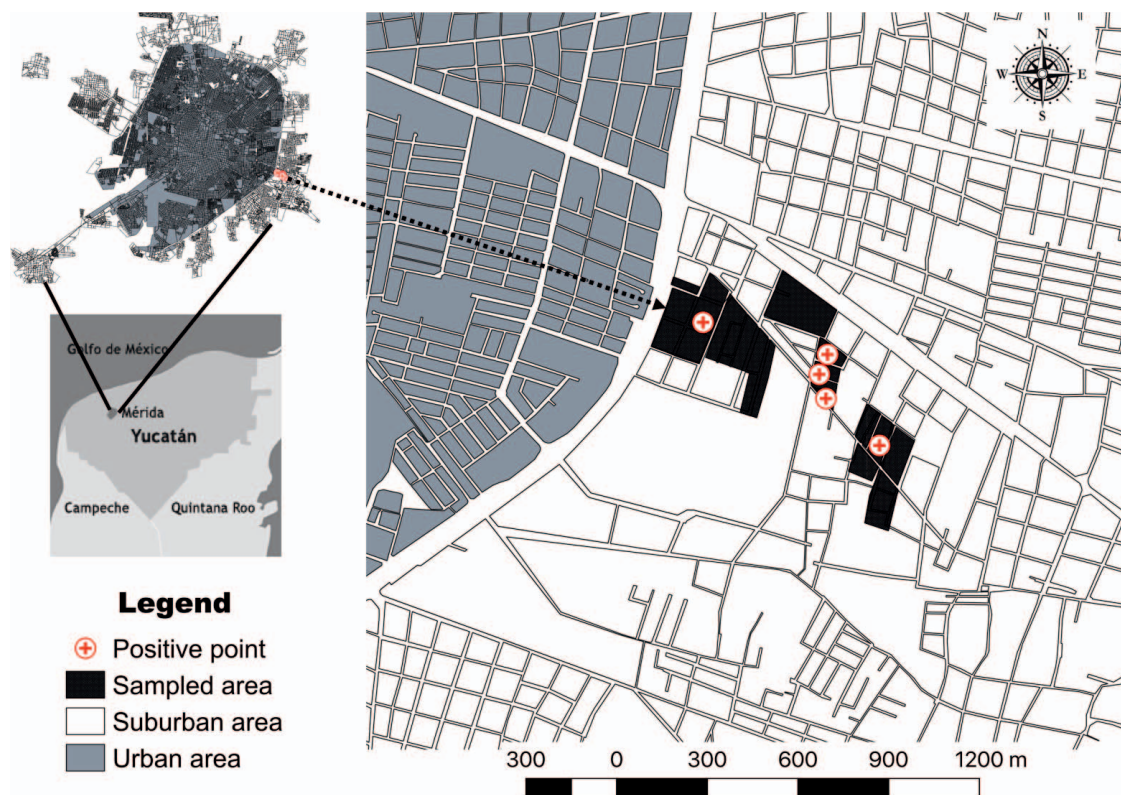 N
W E
S
Golfo de México
Mérida
Yucatán
Campeche
Quintana Roo
Legend
Positive point
Sampled area
Suburban area
Urban area
300 0 300 600 900 1200 m